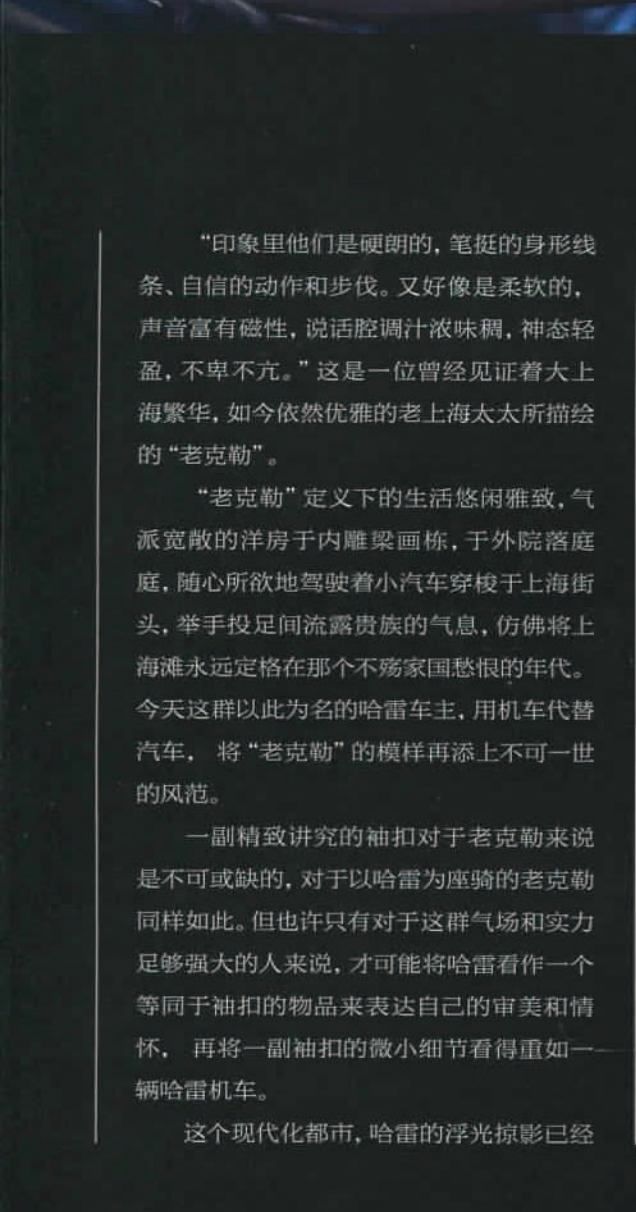 “印象里他们是硬朗的，笔挺的身形线
条、自信的动作和步伐。又好像是柔软的，
声音富有磁性，说话腔调汁浓味稠，神态轻
盈，不卑不亢。”这是一位曾经见证着大上
海繁华，如今依然优雅的老上海太太所描绘
的“老克勒”。
“老克勒”定义下的生活悠闲雅致，气
派宽敞的洋房于内雕梁画栋，于外院落庭
庭，随心所欲地驾驶着小汽车穿梭于上海街
头，举手投足间流露贵族的气息，仿佛将上
海滩永远定格在那个不殇家国愁恨的年代。
今天这群以此为名的哈雷车主，用机车代替
汽车， 将“老克勒”的模样再添上不可一世
的风范。
一副精致讲究的袖扣对于老克勒来说
是不可或缺的，对于以哈雷为座骑的老克勒
同样如此。但也许只有对于这群气场和实力
足够强大的人来说，才可能将哈雷看作一个
等同于袖扣的物品来表达自己的审美和情
怀， 再将一副袖扣的微小细节看得重如一
辆哈雷机车。
这个现代化都市，哈雷的浮光掠影已经